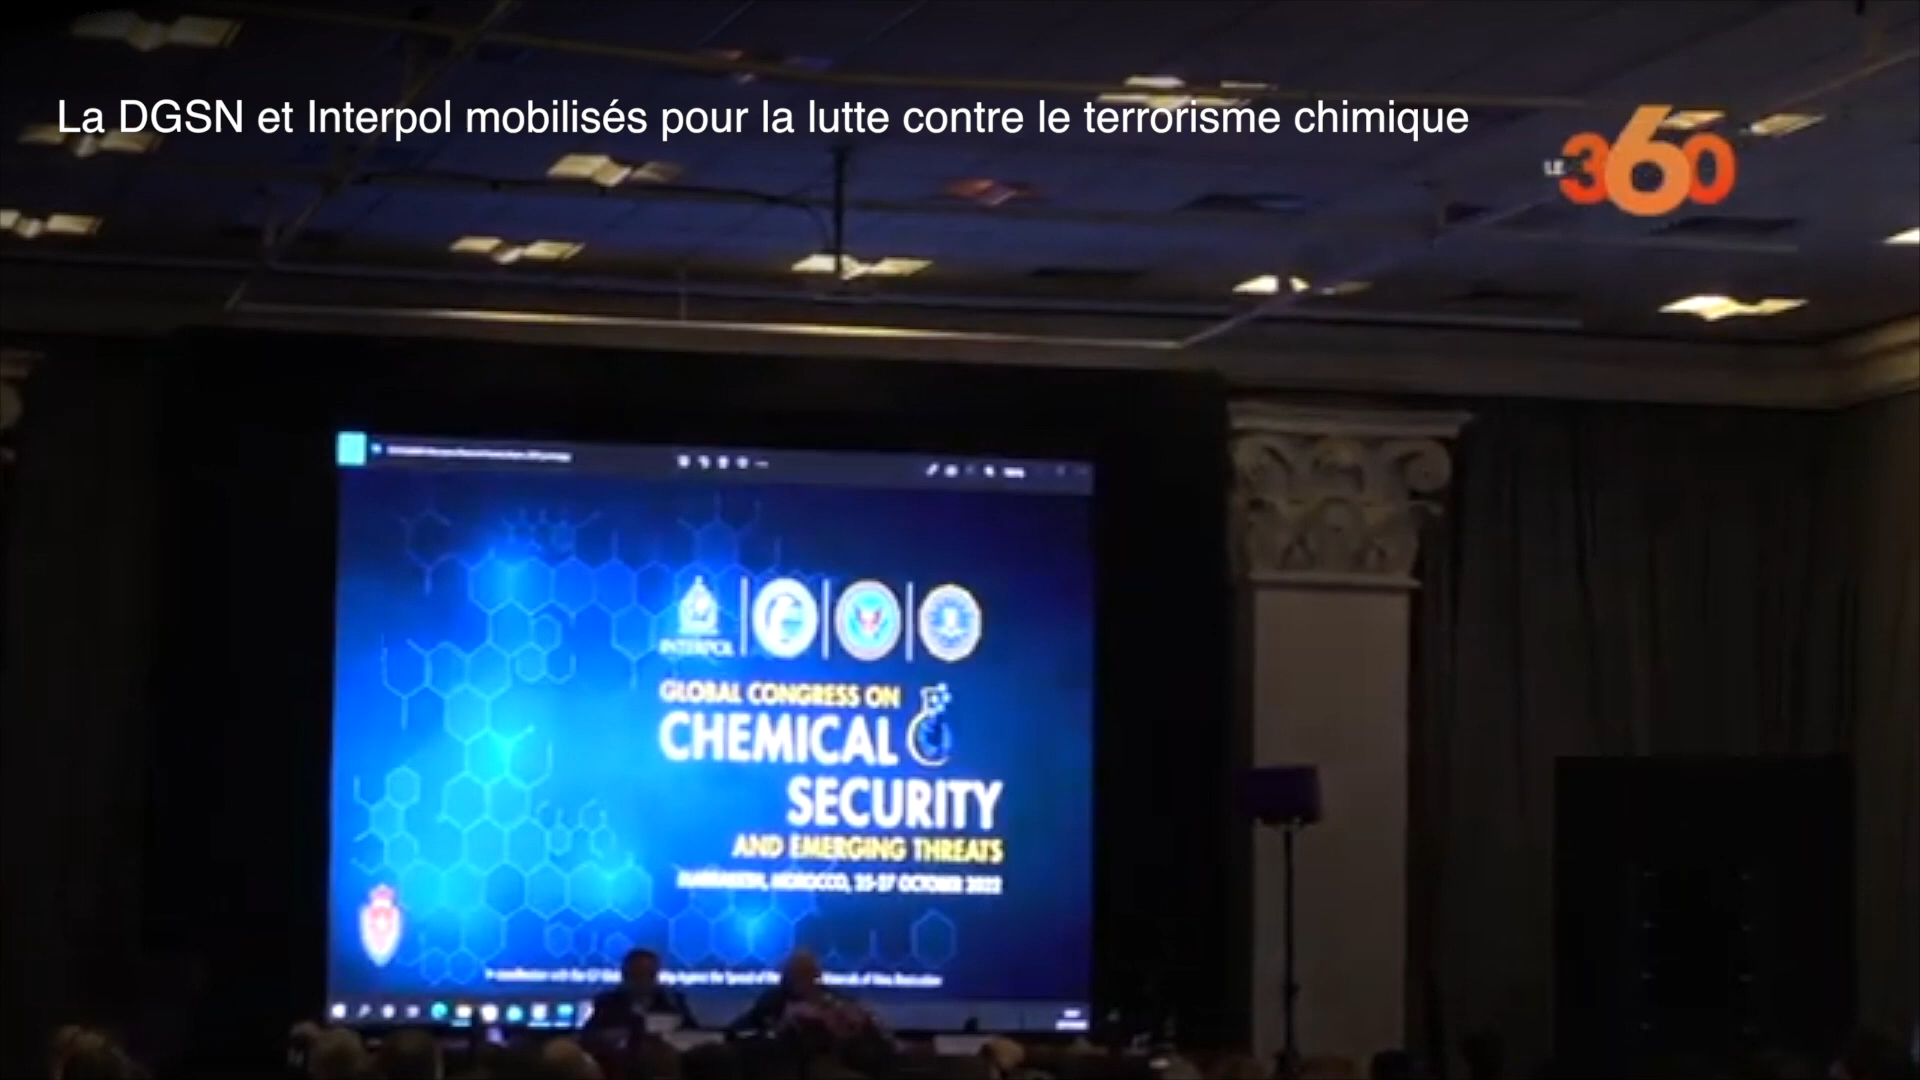 La DGSN et Interpol mobilisés pour la lutte contre le terrorisme chimique
LE 360
INTERPOL
GLOBAL CONGRESS ON
CHEMICAL
SECURITY
AND EMERGING THREATS
MARRAKESH, MOROCCO, 25-27 OCTOBER 2022